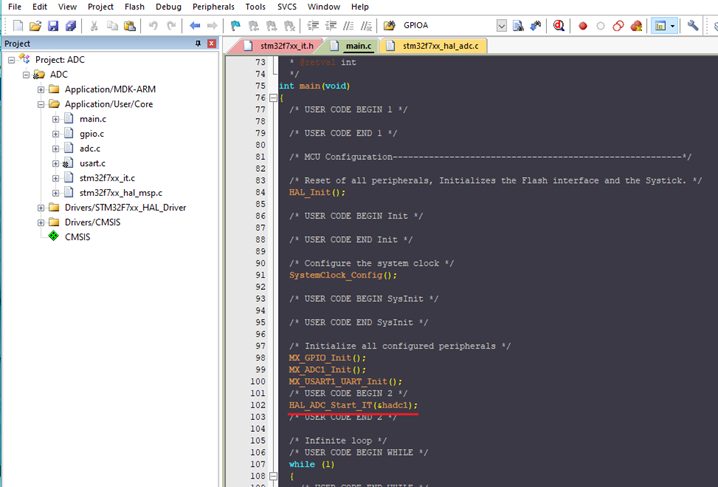 File Edit View Project Flash Debug Peripherals Tools SVCS Window Help
GPIOA
Project
stm32f7xx_it.h main.c stm32f7xx_hal_adc.c
Project: ADC
ADC
Application/MDK-ARM
Application/User/Core
main.c
gpio.c
adc.c
usart.c
stm32f7xx_it.c
stm32f7xx_hal_msp.c
Drivers/STM32F7xx_HAL_Driver
Drivers/CMSIS
CMSIS
73 * @retval int
74 */
75 int main(void)
76 {
77 /* USER CODE BEGIN 1 */
78
79 /* USER CODE END 1 */
80
81 /* MCU Configuration--------------------------------------------------------*/
82
83 /* Reset of all peripherals, Initializes the Flash interface and the Systick. */
84 HAL_Init();
85
86 /* USER CODE BEGIN Init */
87
88 /* USER CODE END Init */
89
90 /* Configure the system clock */
91 SystemClock_Config();
92
93 /* USER CODE BEGIN SysInit */
94
95 /* USER CODE END SysInit */
96
97 /* Initialize all configured peripherals */
98 MX_GPIO_Init();
99 MX_ADC1_Init();
100 MX_USART1_UART_Init();
101 /* USER CODE BEGIN 2 */
102 HAL_ADC_Start_IT(&hadc1);
103 /* USER CODE END 2 */
104
105 /* Infinite loop */
106 /* USER CODE BEGIN WHILE */
107 while (1)
108 {